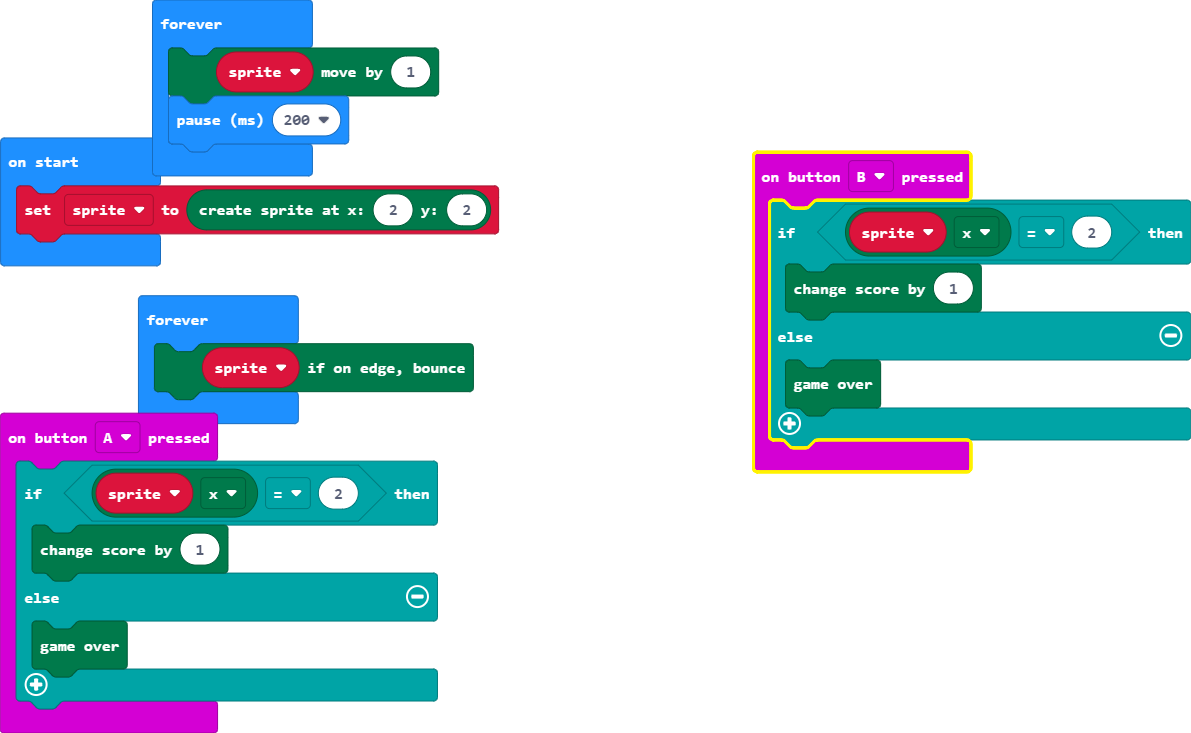 forever
sprite move by 1
pause (ms) 200
on start
set sprite to create sprite at x: 2 y: 2
forever
sprite if on edge, bounce
on button A pressed
if sprite x = 2 then
change score by 1
else
game over
on button B pressed
if sprite x = 2 then
change score by 1
else
game over